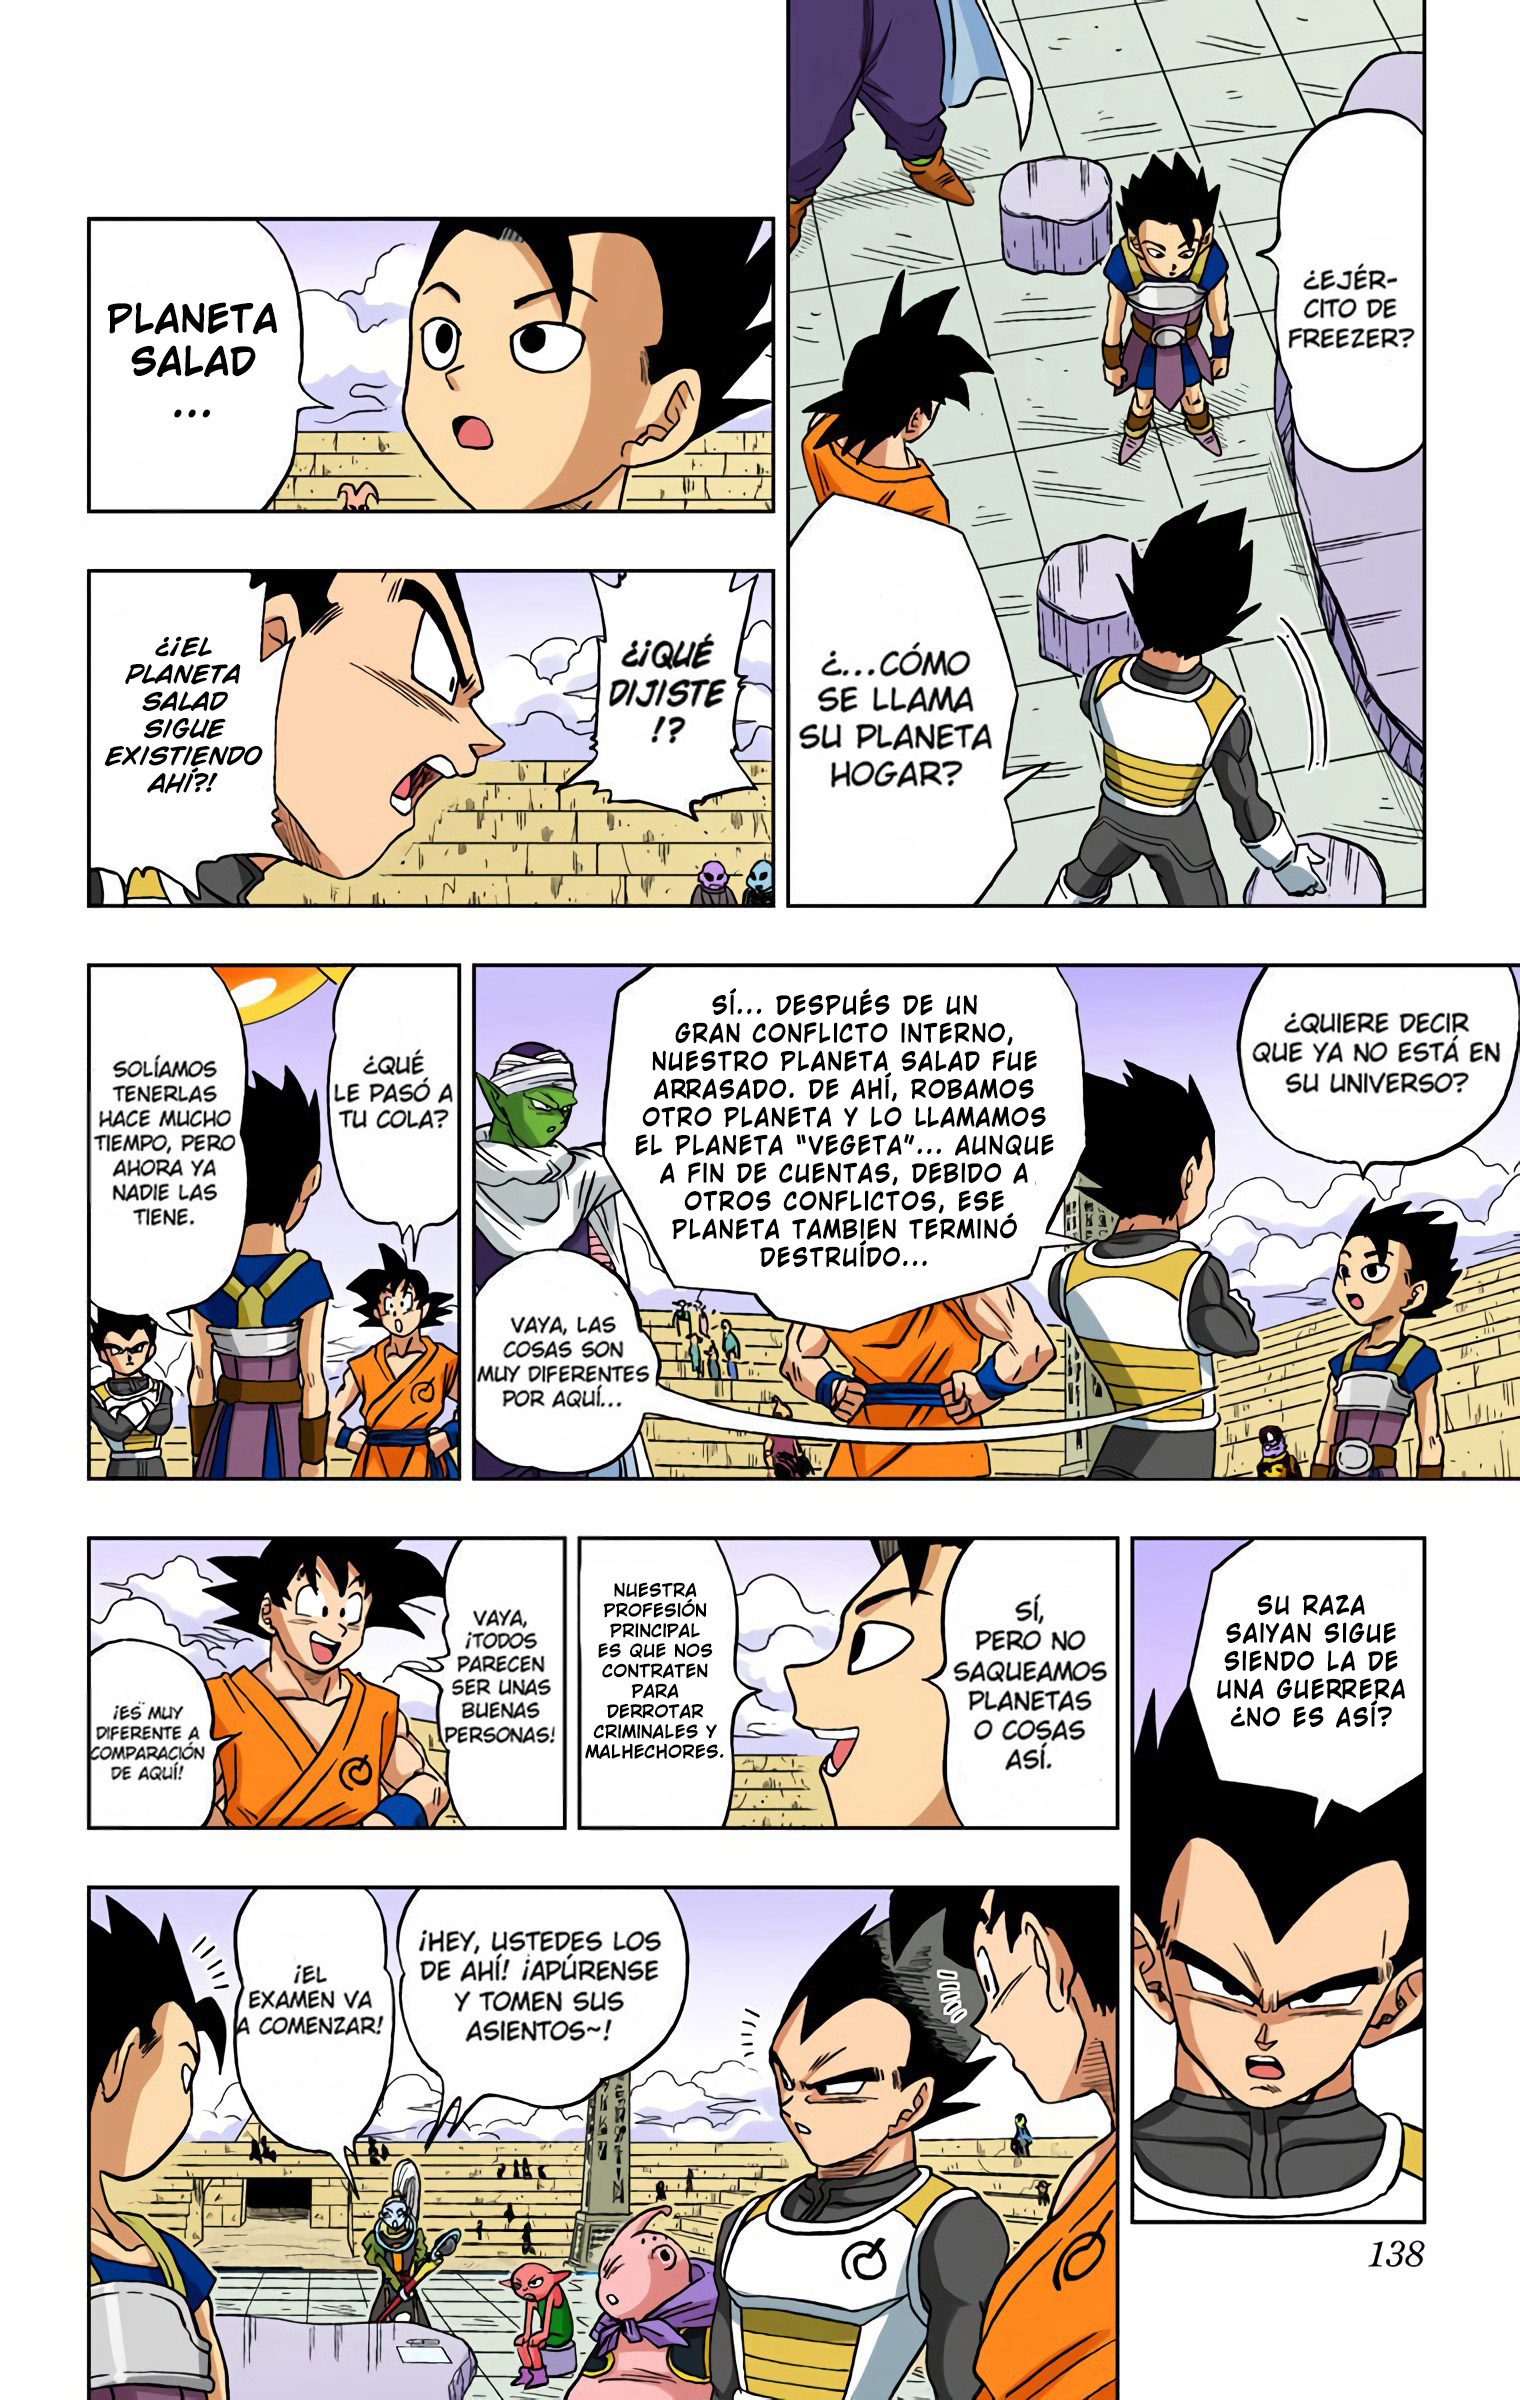 ¿EJÉR-
CITO DE
FREEZER?
¿...CÓMO
SE LLAMA
SU PLANETA
HOGAR?
PLANETA
SALAD
...
¿¡QUÉ
DIJISTE
!?
¿¡EL
PLANETA
SALAD
SIGUE
EXISTIENDO
AHÍ?!
¿QUIERE DECIR
QUE YA NO ESTÁ EN
SU UNIVERSO?
SÍ... DESPUÉS DE UN
GRAN CONFLICTO INTERNO,
NUESTRO PLANETA SALAD FUE
ARRASADO. DE AHÍ, ROBAMOS
OTRO PLANETA Y LO LLAMAMOS
EL PLANETA "VEGETA"... AUNQUE
A FIN DE CUENTAS, DEBIDO A
OTROS CONFLICTOS, ESE
PLANETA TAMBIEN TERMINÓ
DESTRUÍDO...
VAYA, LAS
COSAS SON
MUY DIFERENTES
POR AQUÍ...
¿QUÉ
LE PASÓ A
TU COLA?
SOLÍAMOS
TENERLAS
HACE MUCHO
TIEMPO, PERO
AHORA YA
NADIE LAS
TIENE.
SU RAZA
SAIYAN SIGUE
SIENDO LA DE
UNA GUERRERA
¿NO ES ASÍ?
SÍ,
PERO NO
SAQUEAMOS
PLANETAS
O COSAS
ASÍ.
NUESTRA
PROFESIÓN
PRINCIPAL
ES QUE NOS
CONTRATEN
PARA
DERROTAR
CRIMINALES Y
MALHECHORES.
VAYA,
¡TODOS
PARECEN
SER UNAS
BUENAS
PERSONAS!
¡ES MUY
DIFERENTE A
COMPARACIÓN
DE AQUÍ!
¡HEY, USTEDES LOS
DE AHÍ! ¡APÚRENSE
Y TOMEN SUS
ASIENTOS~!
¡EL
EXAMEN VA
A COMENZAR!
138